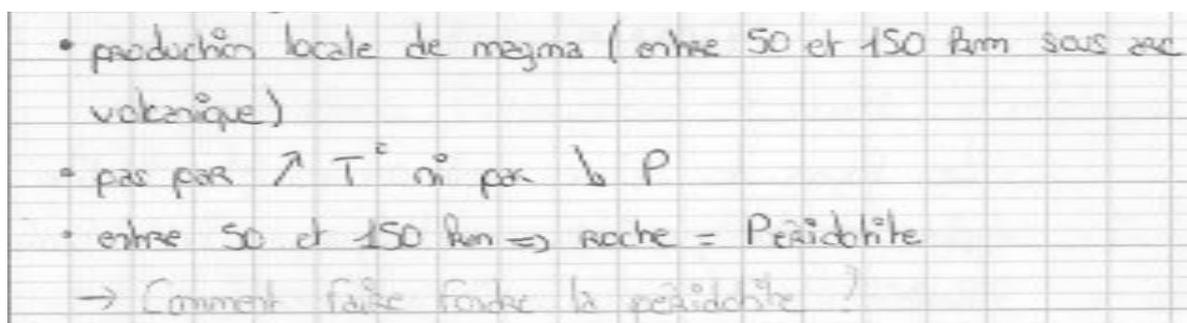 • production locale de magma (entre 50 et 150 km sous arc
volcanique)
• pas par ↗ T° ni par ↘ P
• entre 50 et 150 km => roche = Péridotite
→ Comment faire fondre la péridotite ?